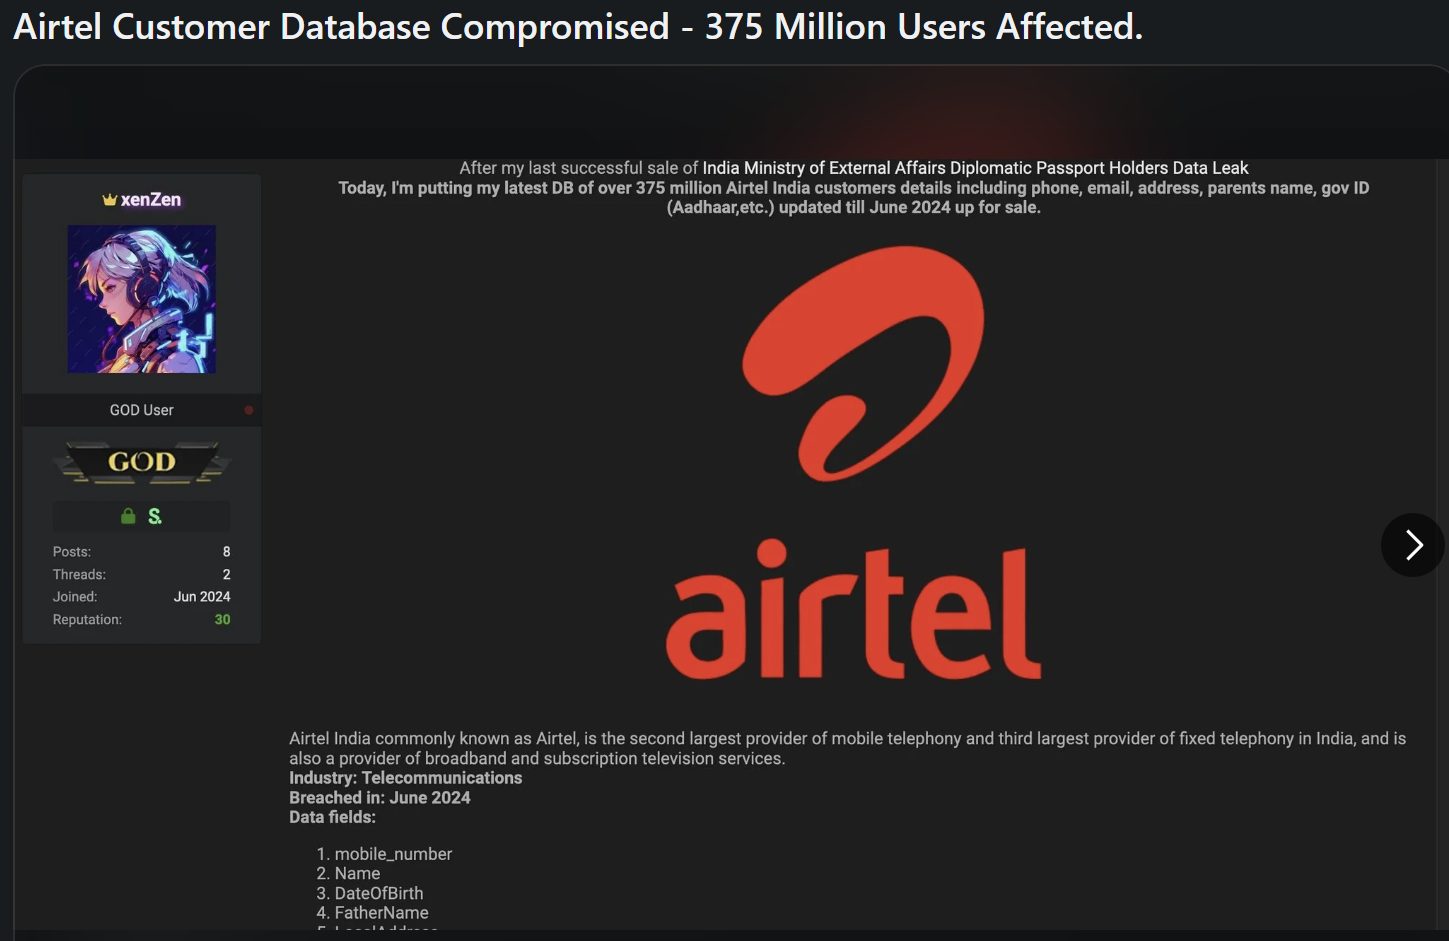 Airtel Customer Database Compromised - 375 Million Users Affected.
After my last successful sale of India Ministry of External Affairs Diplomatic Passport Holders Data Leak
Today, I'm putting my latest DB of over 375 million Airtel India customers details including phone, email, address, parents name, gov ID
(Aadhaar,etc.) updated till June 2024 up for sale.
xenZen
GOD User
GOD
S.
Posts: 8
Threads: 2
Joined: Jun 2024
Reputation: 30
airtel
Airtel India commonly known as Airtel, is the second largest provider of mobile telephony and third largest provider of fixed telephony in India, and is
also a provider of broadband and subscription television services.
Industry: Telecommunications
Breached in: June 2024
Data fields:
1. mobile_number
2. Name
3. DateOfBirth
4. FatherName